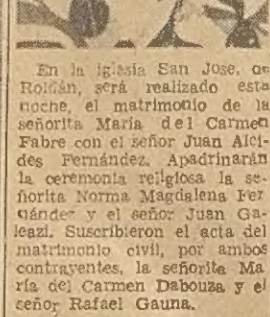 En la iglesia San Jose, de
Roldán, será realizado esta
noche, el matrimonio de la
señorita María del Carmen
Fabre con el señor Juan Alci-
des Fernández. Apadrinarán
la ceremonia religiosa la se-
ñorita Norma Magdalena Fer
nández y el señor Juan Ga-
leazi. Suscribieron el acta del
matrimonio civil, por ambos
contrayentes, la señorita Ma
ría del Carmen Dabouza y el
señor Rafael Gauna.